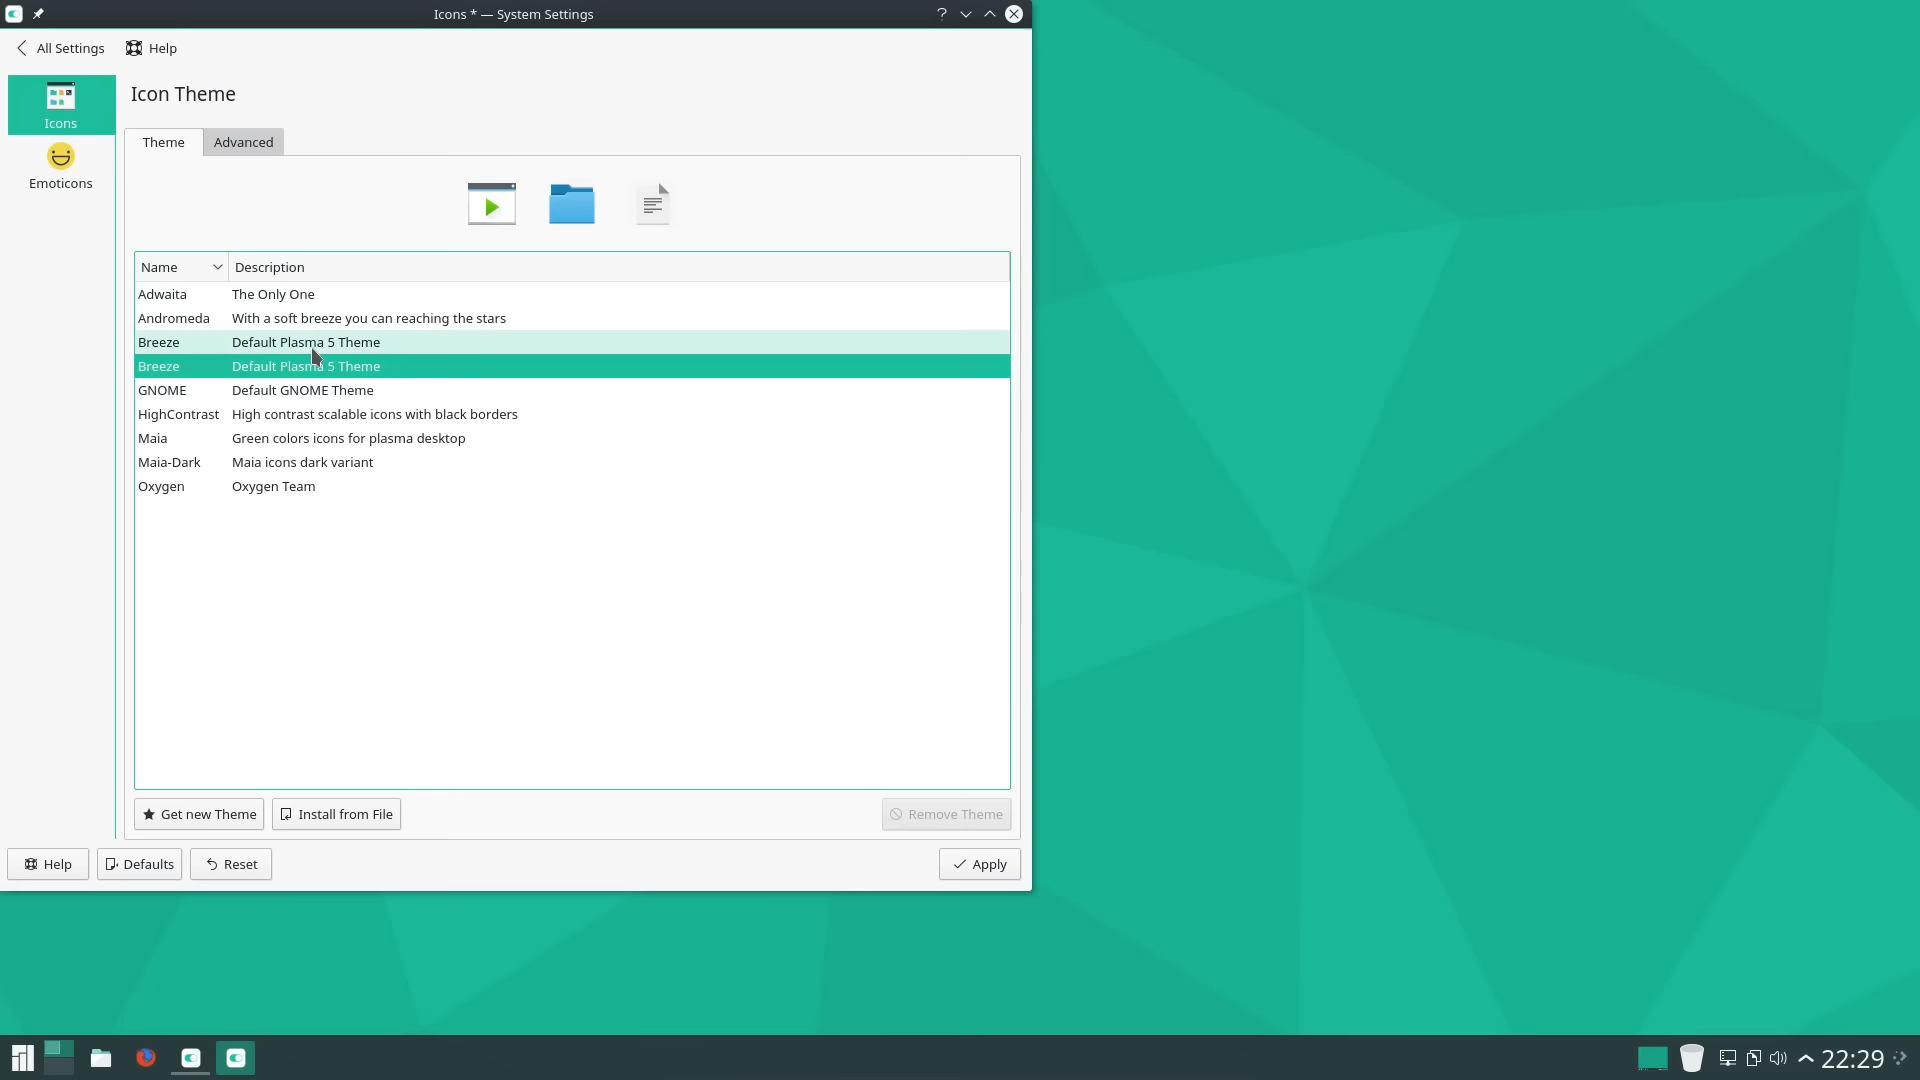 Icons * — System Settings
All Settings Help
Icons
Emoticons
Icon Theme
Theme Advanced
Name Description
Adwaita The Only One
Andromeda With a soft breeze you can reaching the stars
Breeze Default Plasma 5 Theme
Breeze Default Plasma 5 Theme
GNOME Default GNOME Theme
HighContrast High contrast scalable icons with black borders
Maia Green colors icons for plasma desktop
Maia-Dark Maia icons dark variant
Oxygen Oxygen Team
Get new Theme Install from File Remove Theme
Help Defaults Reset Apply
22:29